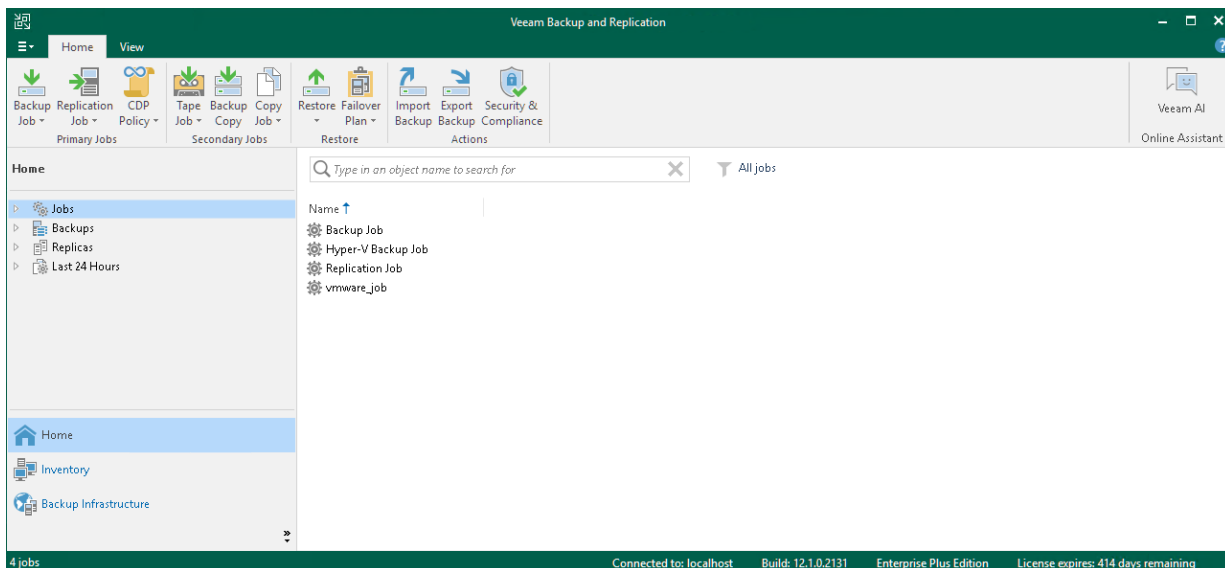 Veeam Backup and Replication
Home View
Backup Replication CDP Tape Backup Copy Restore Failover Import Export Security & Veeam AI
Job Job Policy Job Copy Job Plan Backup Backup Compliance
Primary Jobs Secondary Jobs Restore Actions Online Assistant
Home
Type in an object name to search for
All jobs
Jobs
Backups
Replicas
Last 24 Hours
Name
Backup Job
Hyper-V Backup Job
Replication Job
vmware_job
Home
Inventory
Backup Infrastructure
4 jobs Connected to: localhost Build: 12.1.0.2131 Enterprise Plus Edition License expires: 414 days remaining